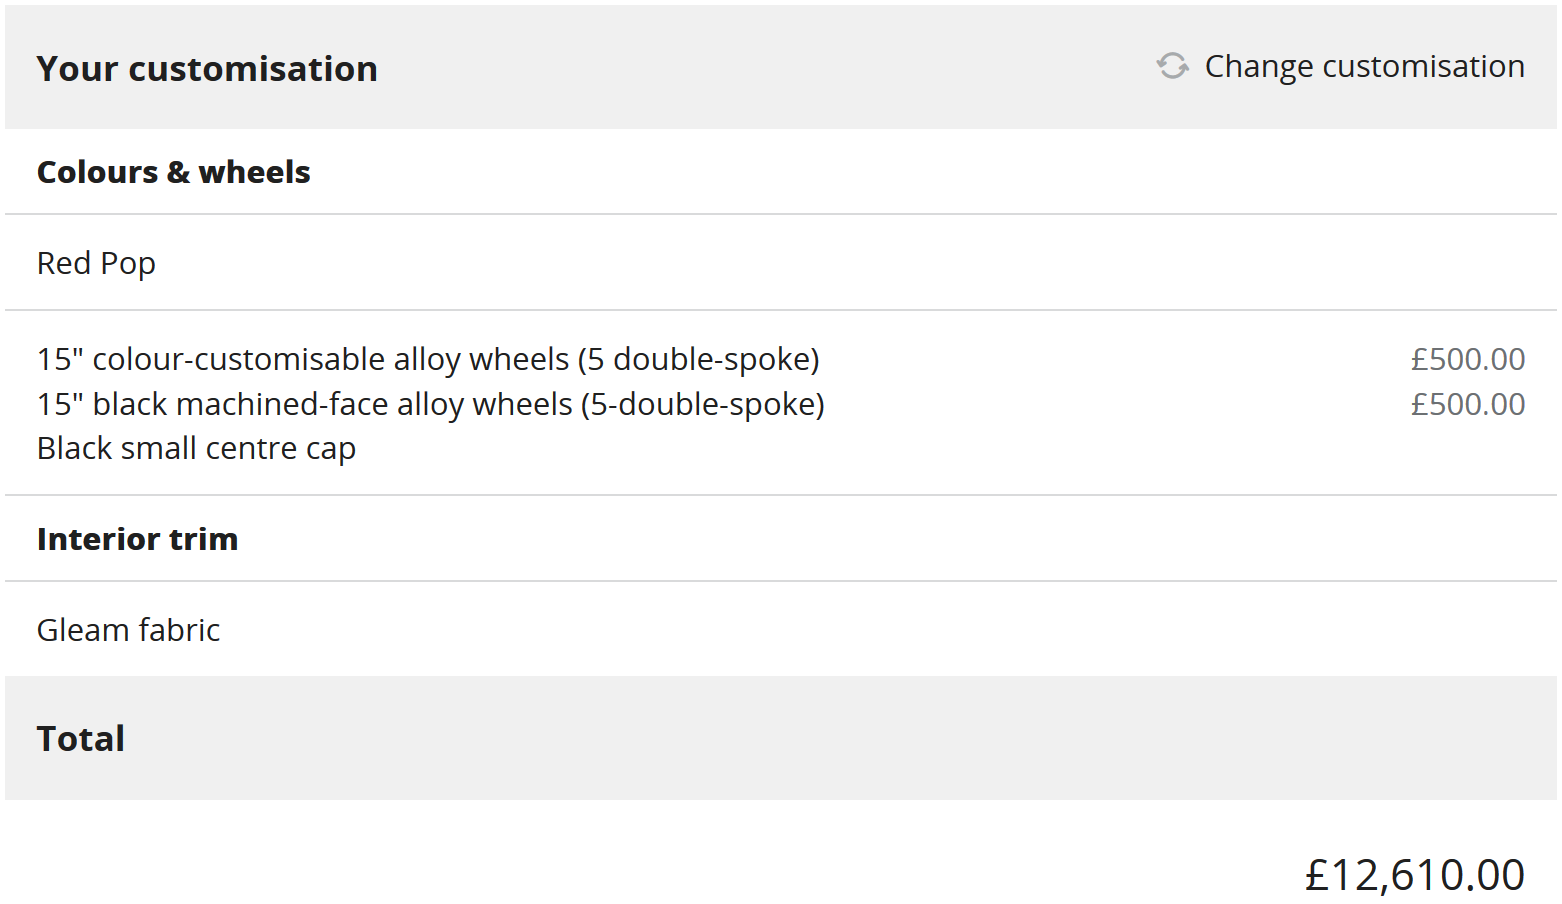 Your customisation
Change customisation
Colours & wheels
Red Pop
15" colour-customisable alloy wheels (5 double-spoke) £500.00
15" black machined-face alloy wheels (5-double-spoke) £500.00
Black small centre cap
Interior trim
Gleam fabric
Total
£12,610.00